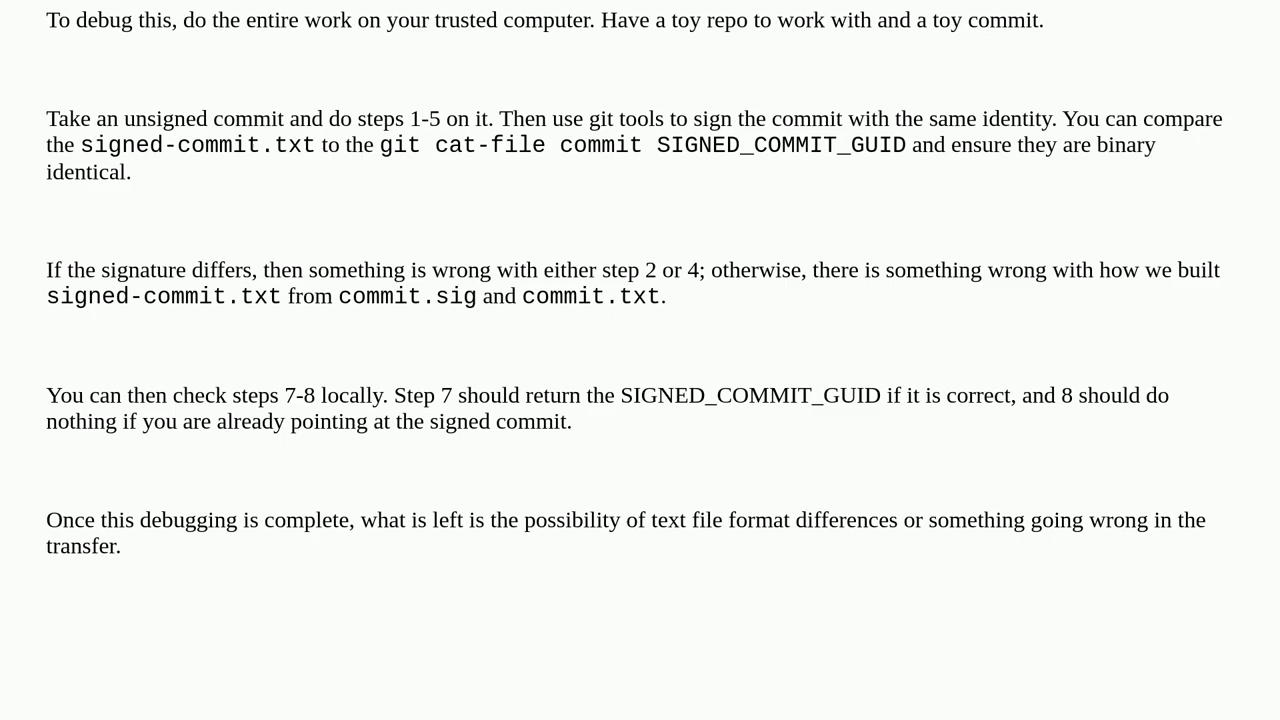 To debug this, do the entire work on your trusted computer. Have a toy repo to work with and a toy commit.
Take an unsigned commit and do steps 1-5 on it. Then use git tools to sign the commit with the same identity. You can compare
the signed-commit.txt to the git cat-file commit SIGNED_COMMIT_GUID and ensure they are binary
identical.
If the signature differs, then something is wrong with either step 2 or 4; otherwise, there is something wrong with how we built
signed-commit.txt from commit.sig and commit.txt.
You can then check steps 7-8 locally. Step 7 should return the SIGNED_COMMIT_GUID if it is correct, and 8 should do
nothing if you are already pointing at the signed commit.
Once this debugging is complete, what is left is the possibility of text file format differences or something going wrong in the
transfer.